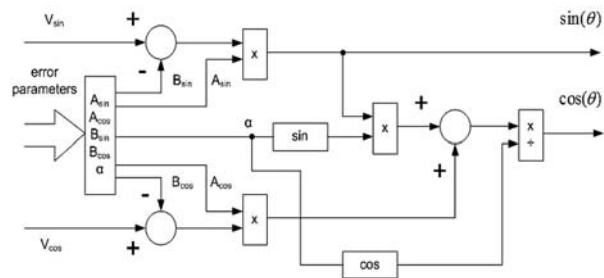 V_sin
+
sin(θ)
x
error
parameters
-
B_sin
A_sin
A_sin
A_cos
B_sin
B_cos
α
α
sin
x
+
+
x
÷
cos(θ)
-
B_cos
A_cos
x
V_cos
+
cos